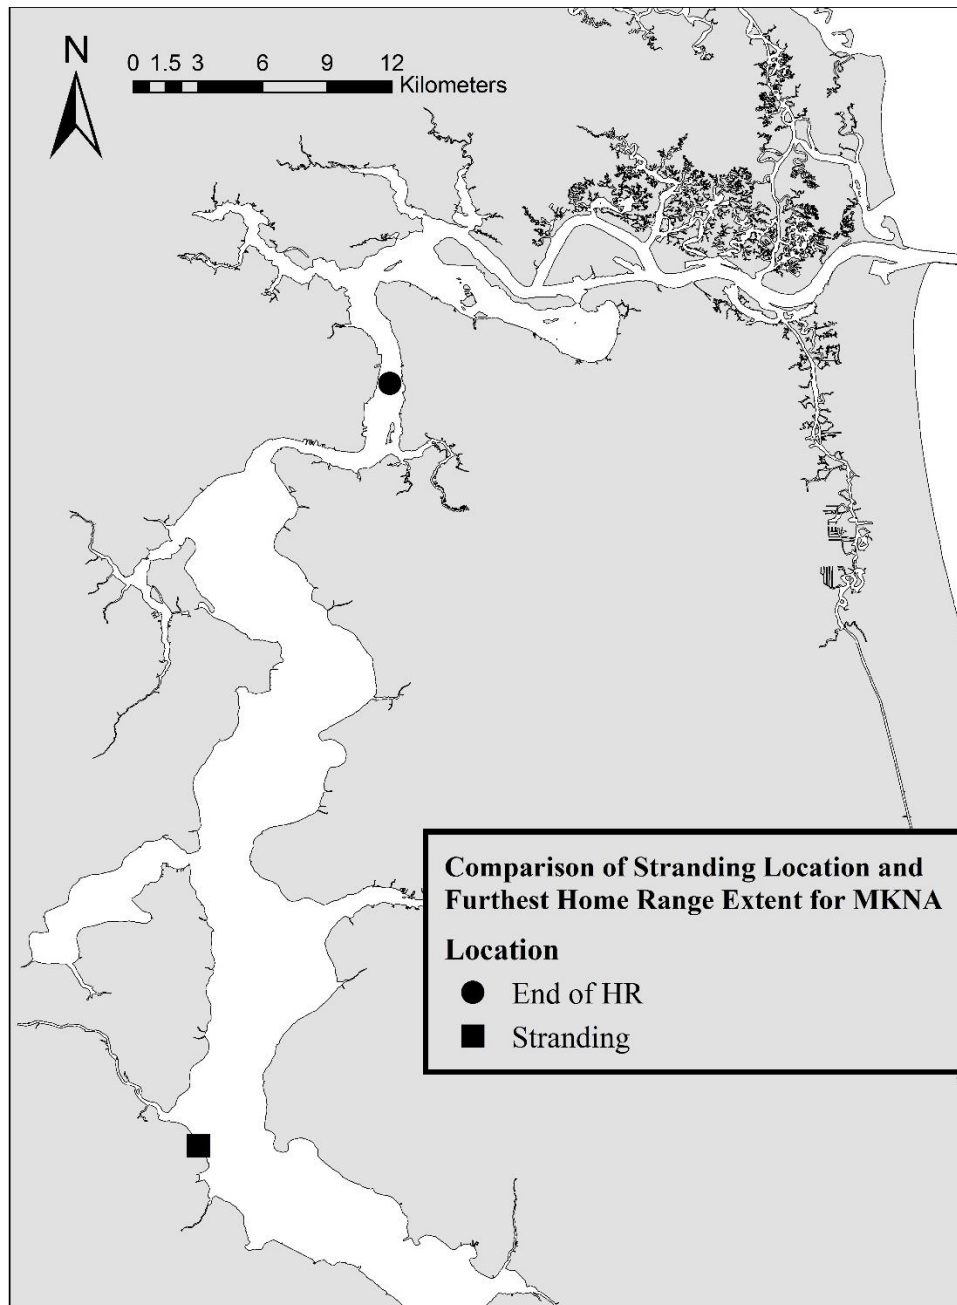 N
0 1.5 3 6 9 12
Kilometers
Comparison of Stranding Location and
Furthest Home Range Extent for MKNA
Location
End of HR
Stranding